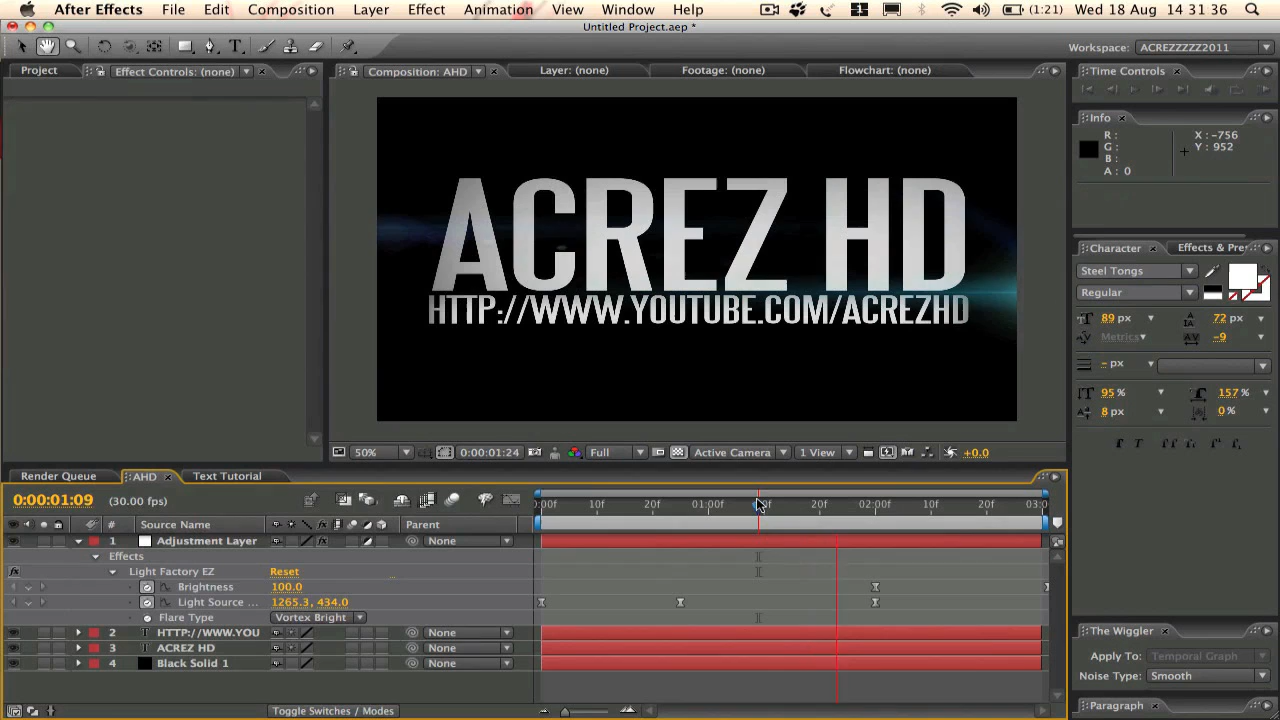 After Effects File Edit Composition Layer Effect Animation View Window Help 1 (1:21) Wed 18 Aug 14 31 36
Untitled Project.aep *
T Workspace: ACREZZZZZ2011
Project Effect Controls: (none) Composition: AHD Layer: (none) Footage: (none) Flowchart: (none) Time Controls
Info
R : X : -756
G : Y : 952
B :
A : 0
ACREZ HD
HTTP://WWW.YOUTUBE.COM/ACREZHD
Character Effects & Pre
Steel Tongs
Regular
89 px 72 px
Metrics -9
- px
95 % 157 %
8 px 0 %
50% 0:00:01:24 Full Active Camera 1 View +0.0
Render Queue AHD Text Tutorial
0:00:01:09 (30.00 fps) :00f 10f 20f 01:00f 20f 02:00f 10f 20f 03:0
# Source Name Parent
1 Adjustment Layer None
Effects
Light Factory EZ Reset
Brightness 100.0
Light Source ... 1265.3, 434.0
Flare Type Vortex Bright
2 T HTTP://WWW.YOU None
3 T ACREZ HD None
4 Black Solid 1 None
The Wiggler
Apply To: Temporal Graph
Noise Type: Smooth
Toggle Switches / Modes
Paragraph